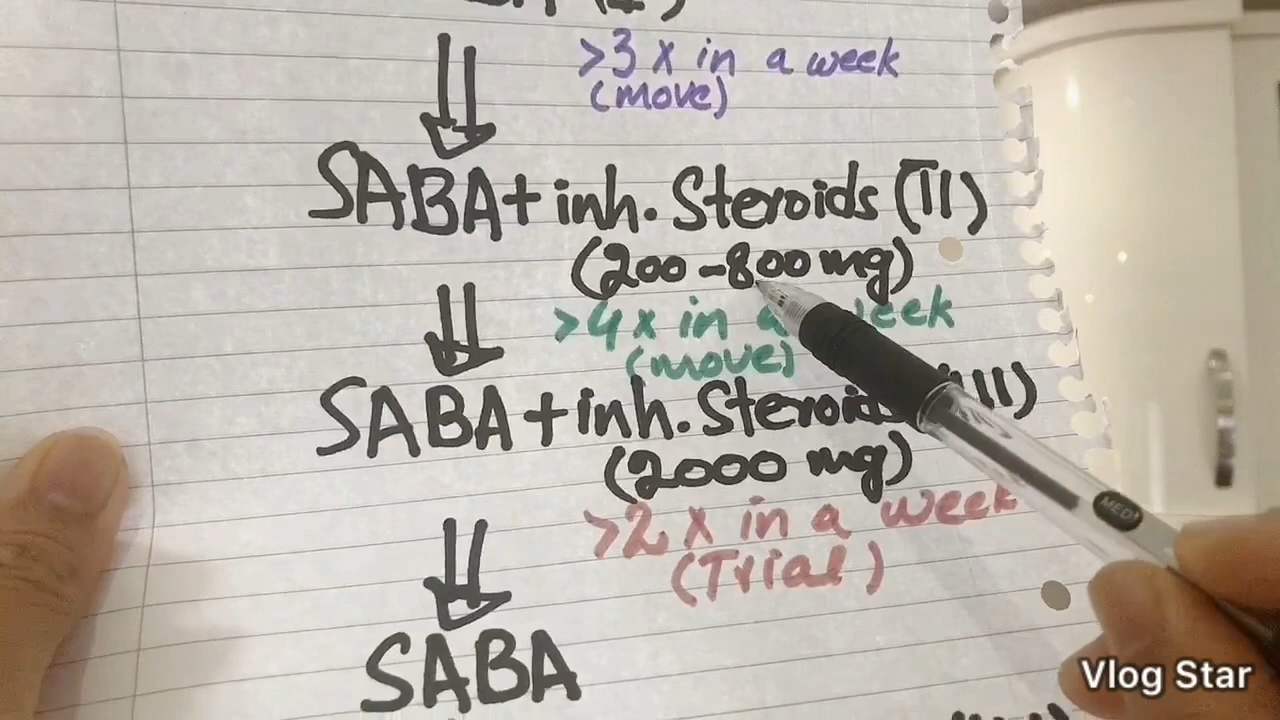 >3 x in a week
(move)
SABA + inh. Steroids (II)
(200-800 mg)
>4 x in a week
(move)
SABA + inh. Steroids (III)
(2000 mg)
>2 x in a week
(Trial)
SABA
MED
Vlog Star